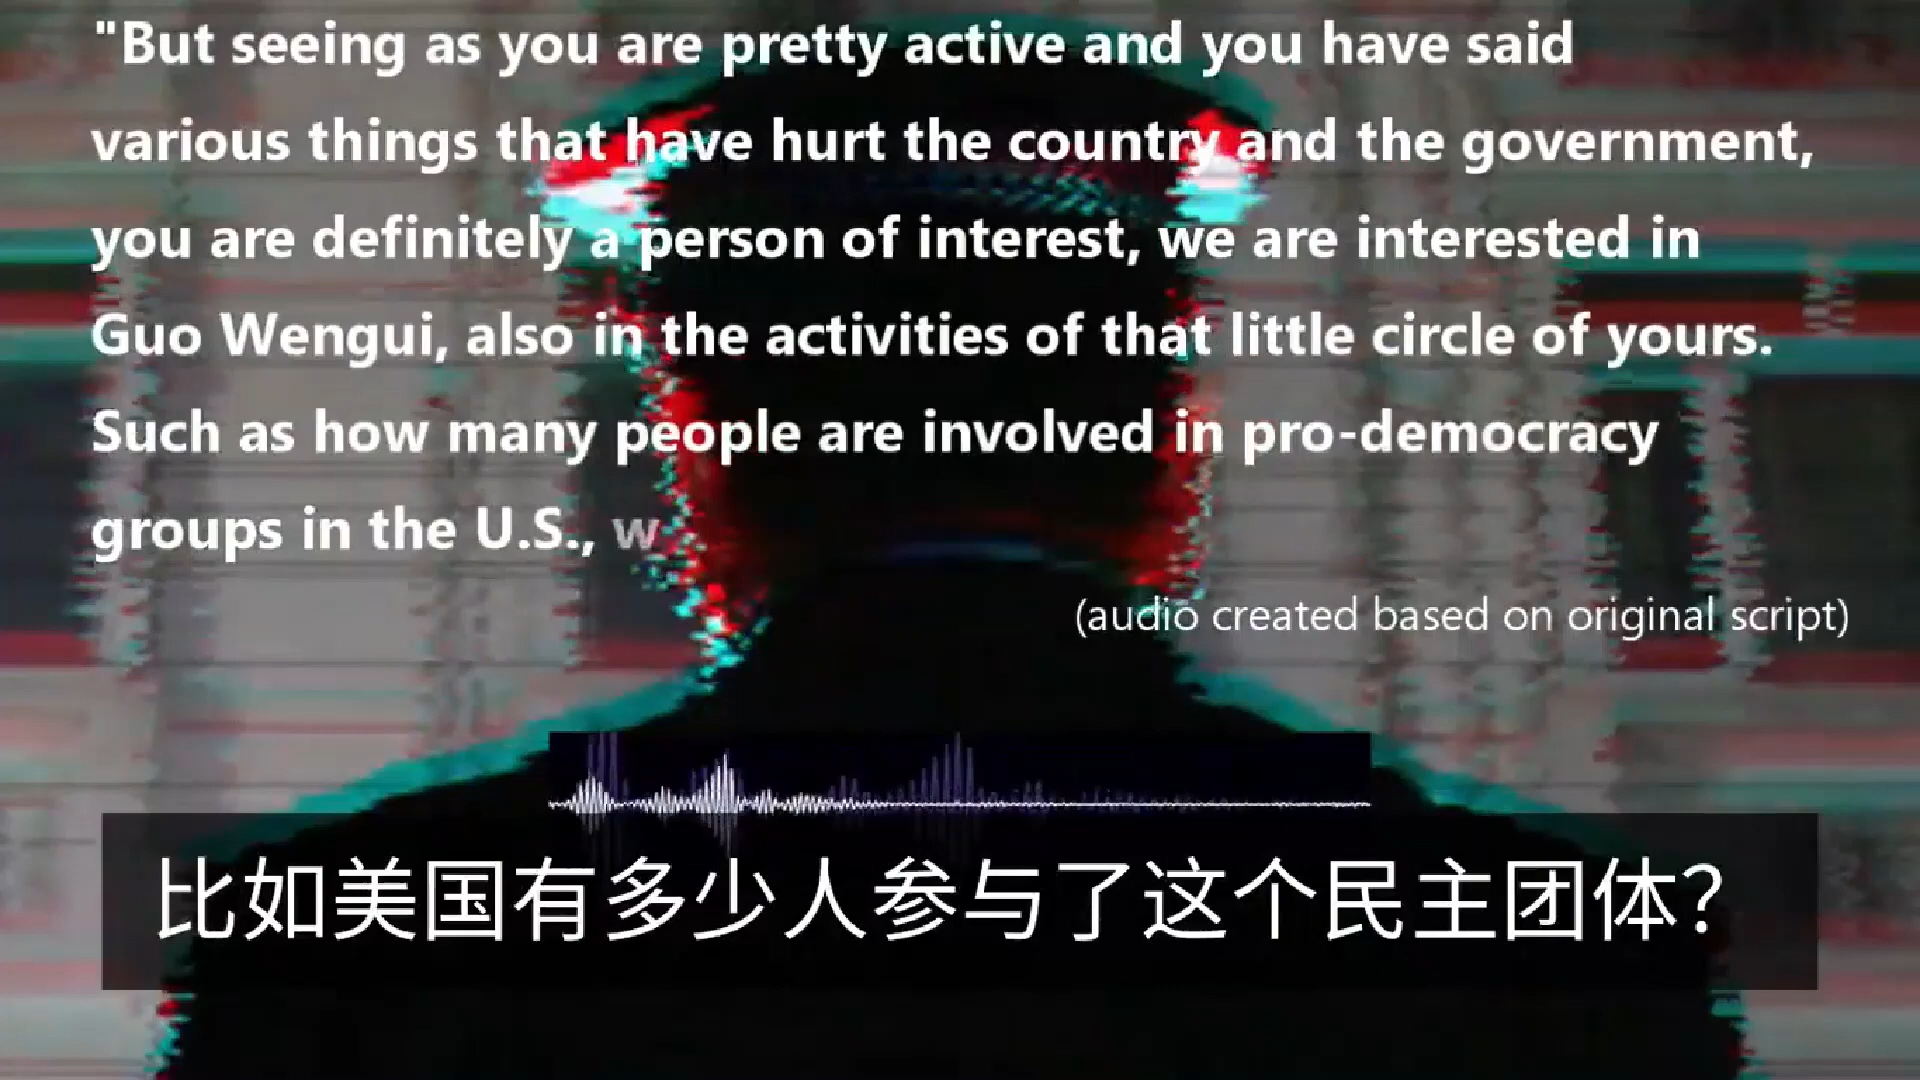 "But seeing as you are pretty active and you have said
various things that have hurt the country and the government,
you are definitely a person of interest, we are interested in
Guo Wengui, also in the activities of that little circle of yours.
Such as how many people are involved in pro-democracy
groups in the U.S., w
(audio created based on original script)
比如美国有多少人参与了这个民主团体?